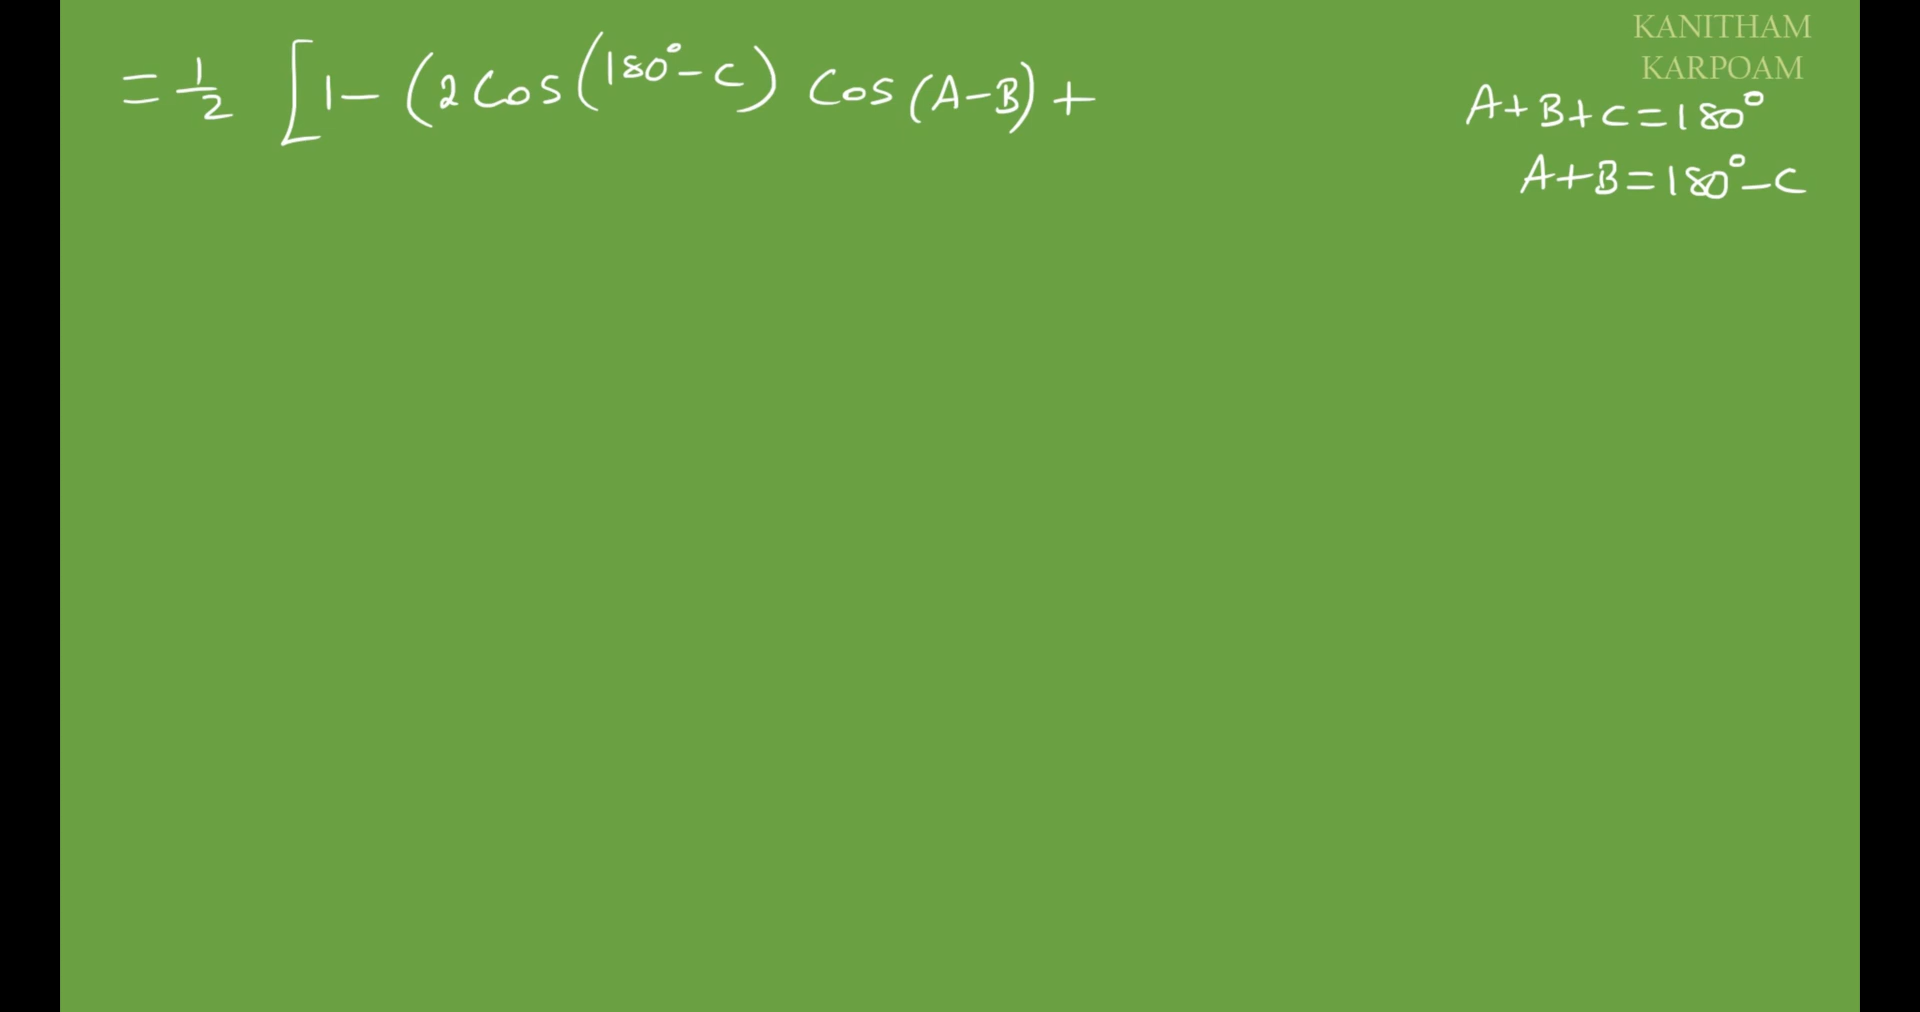 KANITHAM
KARPOAM
= 1/2 [1 - (2 Cos (180° - C) Cos (A-B) +
A+B+C = 180°
A+B = 180° - C